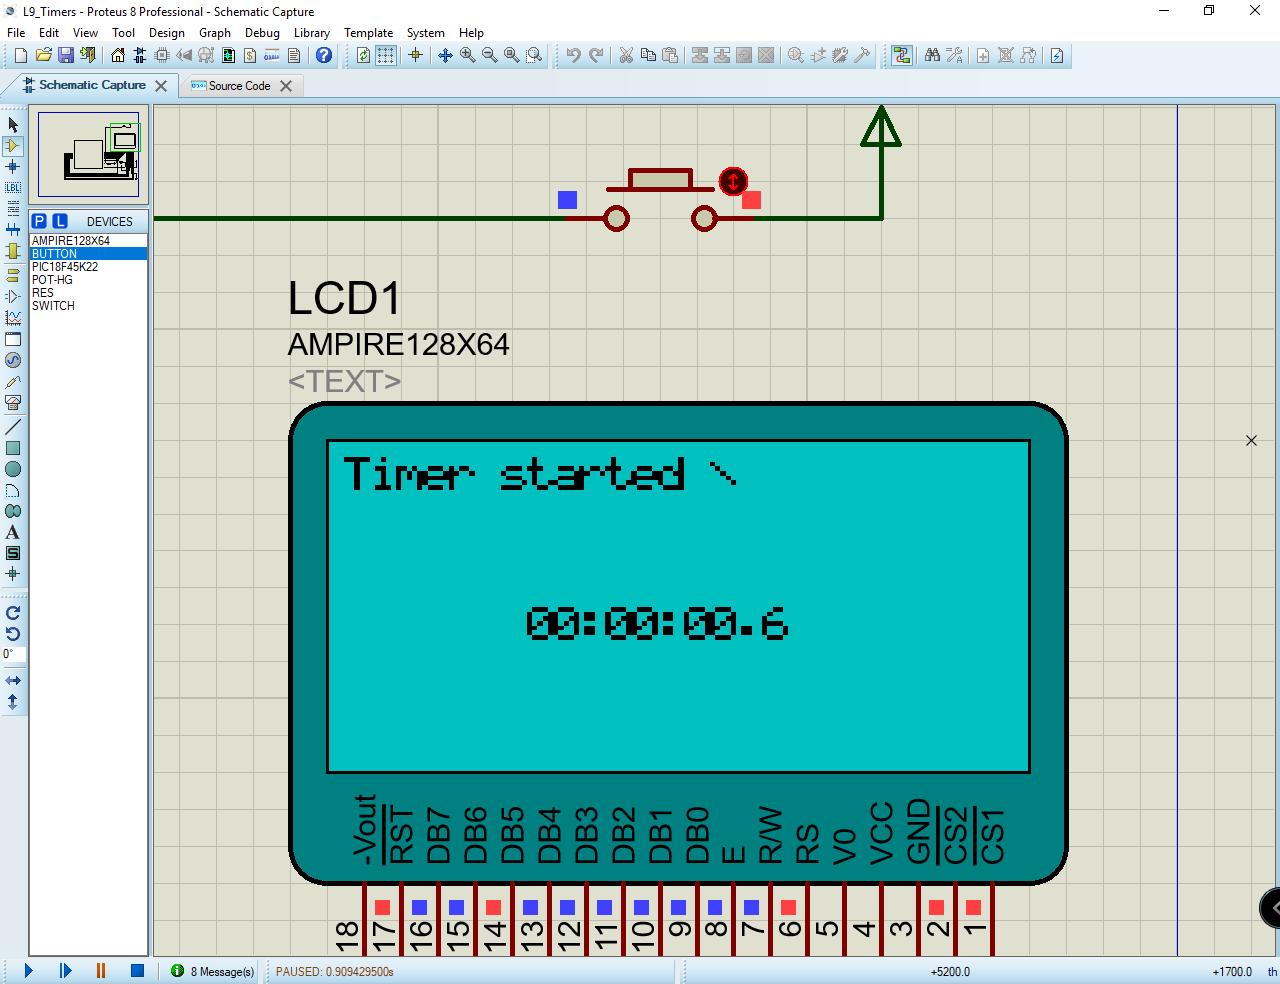 L9_Timers - Proteus 8 Professional - Schematic Capture
File Edit View Tool Design Graph Debug Library Template System Help
Schematic Capture
Source Code
P L DEVICES
AMPIRE128X64
BUTTON
PIC18F45K22
POT-HG
RES
SWITCH
LBL
A
S
0°
LCD1
AMPIRE128X64
<TEXT>
Timer started \
00:00:00.6
-Vout RST DB7 DB6 DB5 DB4 DB3 DB2 DB1 DB0 E R/W RS V0 VCC GND CS2 CS1
18 17 16 15 14 13 12 11 10 9 8 7 6 5 4 3 2 1
8 Message(s) PAUSED: 0.909429500s +5200.0 +1700.0 th